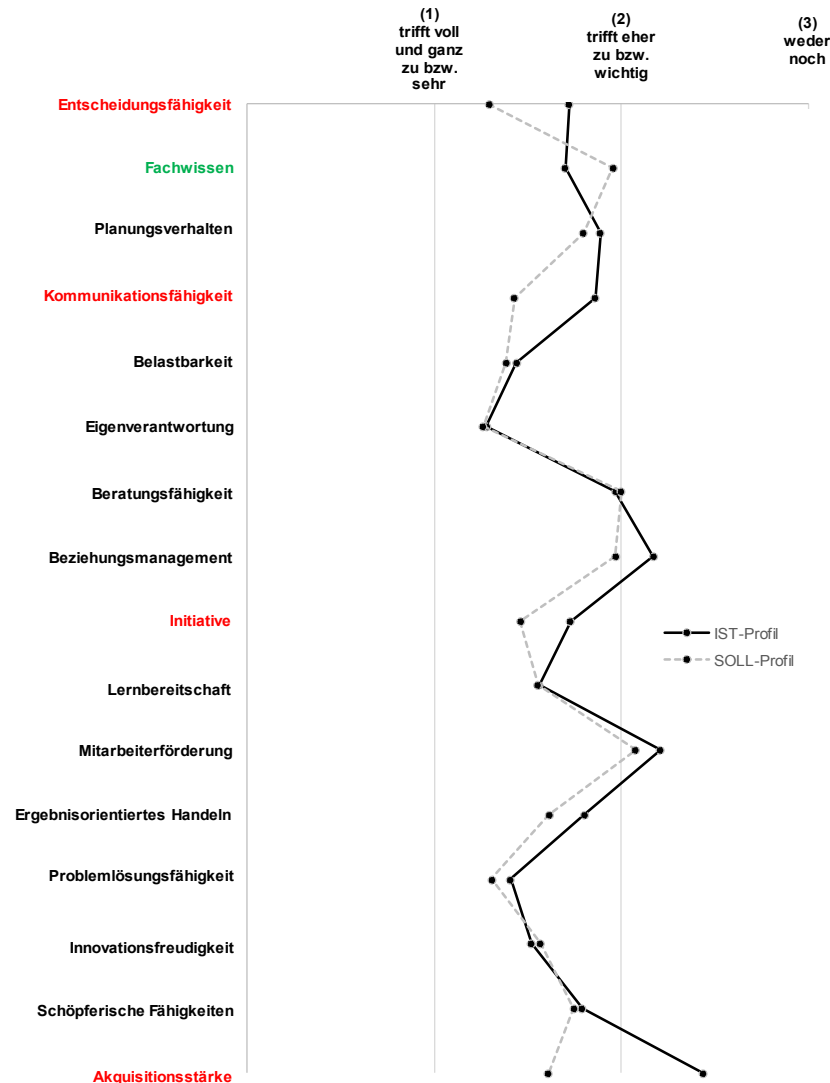 (1)
trifft voll
und ganz
zu bzw.
sehr
(2)
trifft eher
zu bzw.
wichtig
(3)
weder
noch
Entscheidungsfähigkeit
Fachwissen
Planungsverhalten
Kommunikationsfähigkeit
Belastbarkeit
Eigenverantwortung
Beratungsfähigkeit
Beziehungsmanagement
Initiative
IST-Profil
SOLL-Profil
Lernbereitschaft
Mitarbeiterförderung
Ergebnisorientiertes Handeln
Problemlösungsfähigkeit
Innovationsfreudigkeit
Schöpferische Fähigkeiten
Akquisitionsstärke